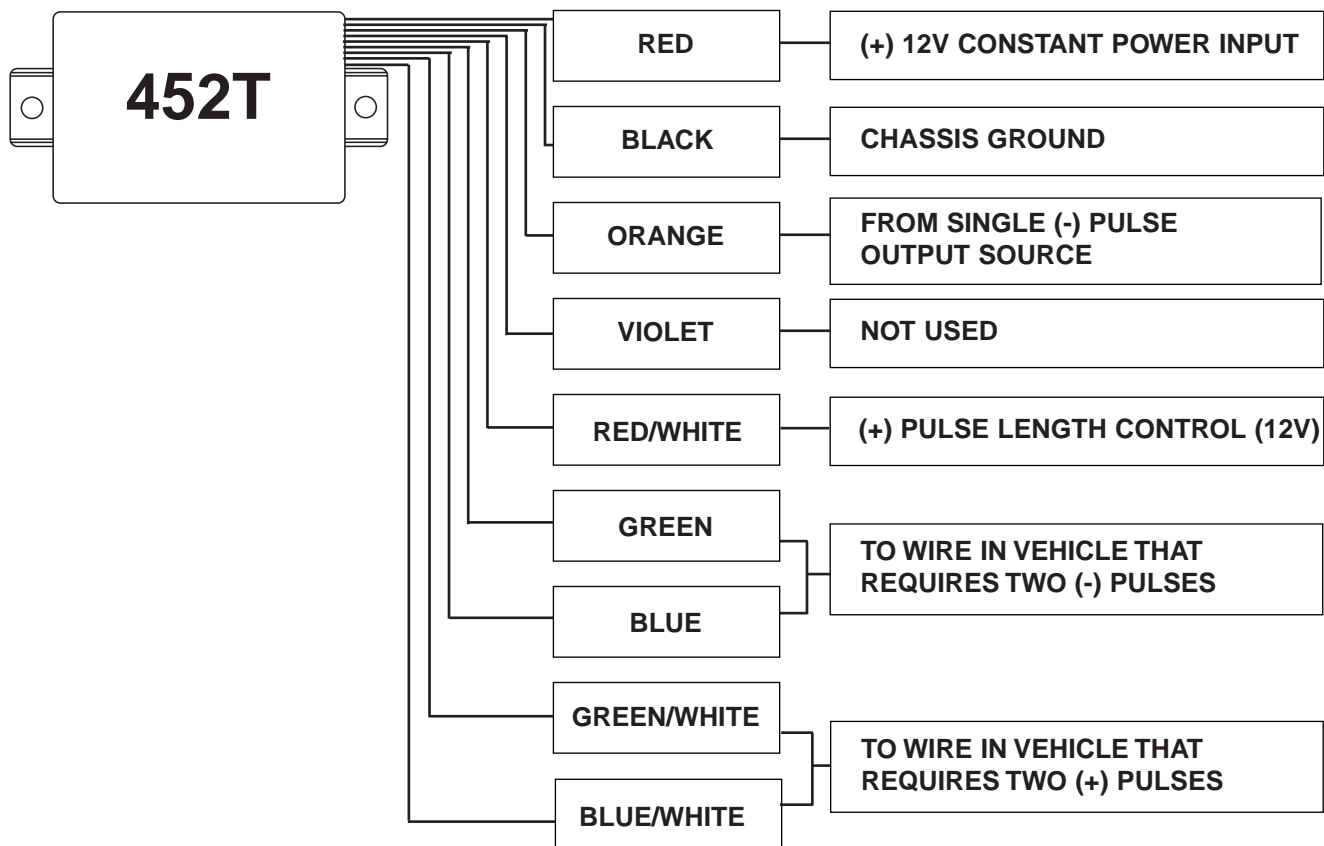 452T
RED
(+) 12V CONSTANT POWER INPUT
BLACK
CHASSIS GROUND
ORANGE
FROM SINGLE (-) PULSE
OUTPUT SOURCE
VIOLET
NOT USED
RED/WHITE
(+) PULSE LENGTH CONTROL (12V)
GREEN
BLUE
TO WIRE IN VEHICLE THAT
REQUIRES TWO (-) PULSES
GREEN/WHITE
BLUE/WHITE
TO WIRE IN VEHICLE THAT
REQUIRES TWO (+) PULSES